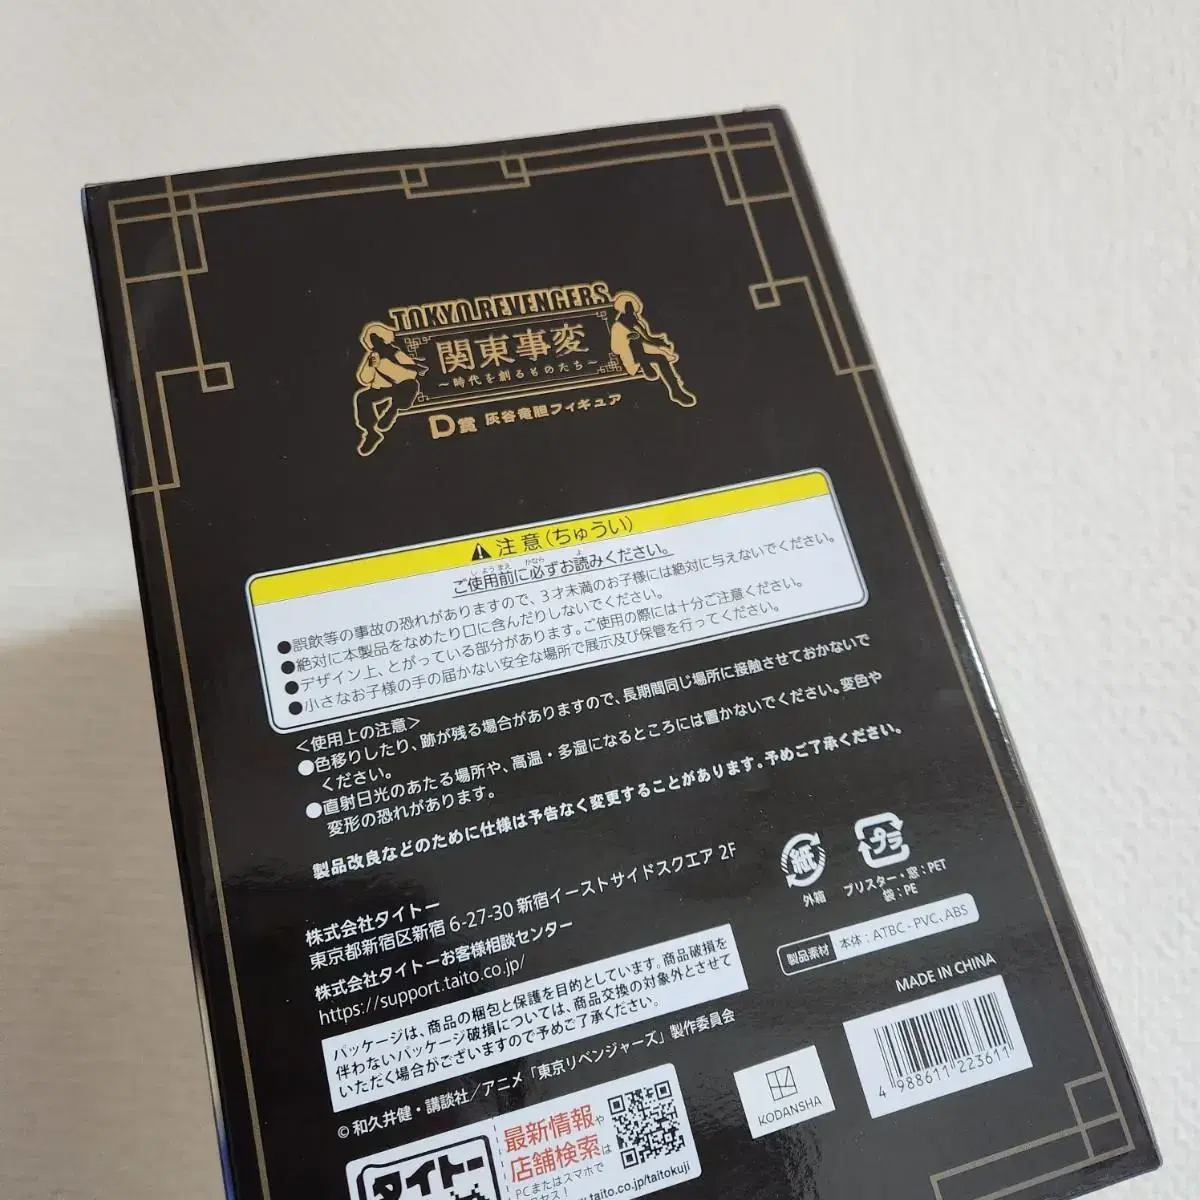 TOKYO REVENGERS
関東事変
～時代を創るものたち～
D賞 灰谷竜胆フィギュア
注意(ちゅうい)
しようまえ かなら よ
ご使用前に必ずお読みください。
●誤飲等の事故の恐れがありますので、3才未満のお子様には絶対に与えないでください。
●絶対に本製品をなめたり口に含んだりしないでください。
●デザイン上、とがっている部分があります。ご使用の際には十分ご注意ください。
●小さなお子様の手の届かない安全な場所で展示及び保管を行ってください。
＜使用上の注意＞
●色移りしたり、跡が残る場合がありますので、長期間同じ場所に接触させておかないで
ください。
●直射日光のあたる場所や、高温・多湿になるところには置かないでください。変色や
変形の恐れがあります。
製品改良などのために仕様は予告なく変更することがあります。予めご了承ください。
株式会社タイトー
東京都新宿区新宿 6-27-30 新宿イーストサイドスクエア 2F
株式会社タイトーお客様相談センター
https://support.taito.co.jp/
紙
外箱
プラ
ブリスター・窓：PET
袋：PE
製品素材 本体：ATBC-PVC、ABS
MADE IN CHINA
パッケージは、商品の梱包と保護を目的としています。商品破損を
伴わないパッケージ破損については、商品交換の対象外とさせて
いただく場合がございますので予めご了承ください。
© 和久井健・講談社／アニメ「東京リベンジャーズ」製作委員会
KODANSHA
4 988611 223611
タイトー
最新情報や
店舗検索は
PCまたはスマホで
.taito.co.jp/taitokuji